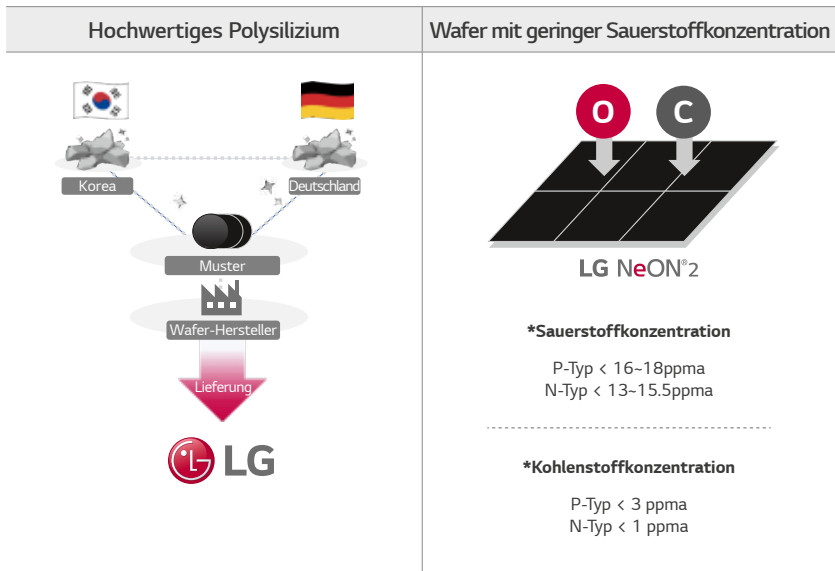 Hochwertiges Polysilizium
Korea
Deutschland
Muster
Wafer-Hersteller
Lieferung
LG
Wafer mit geringer Sauerstoffkonzentration
O C
LG NeON®2
*Sauerstoffkonzentration
P-Typ < 16~18ppma
N-Typ < 13~15.5ppma
*Kohlenstoffkonzentration
P-Typ < 3 ppma
N-Typ < 1 ppma